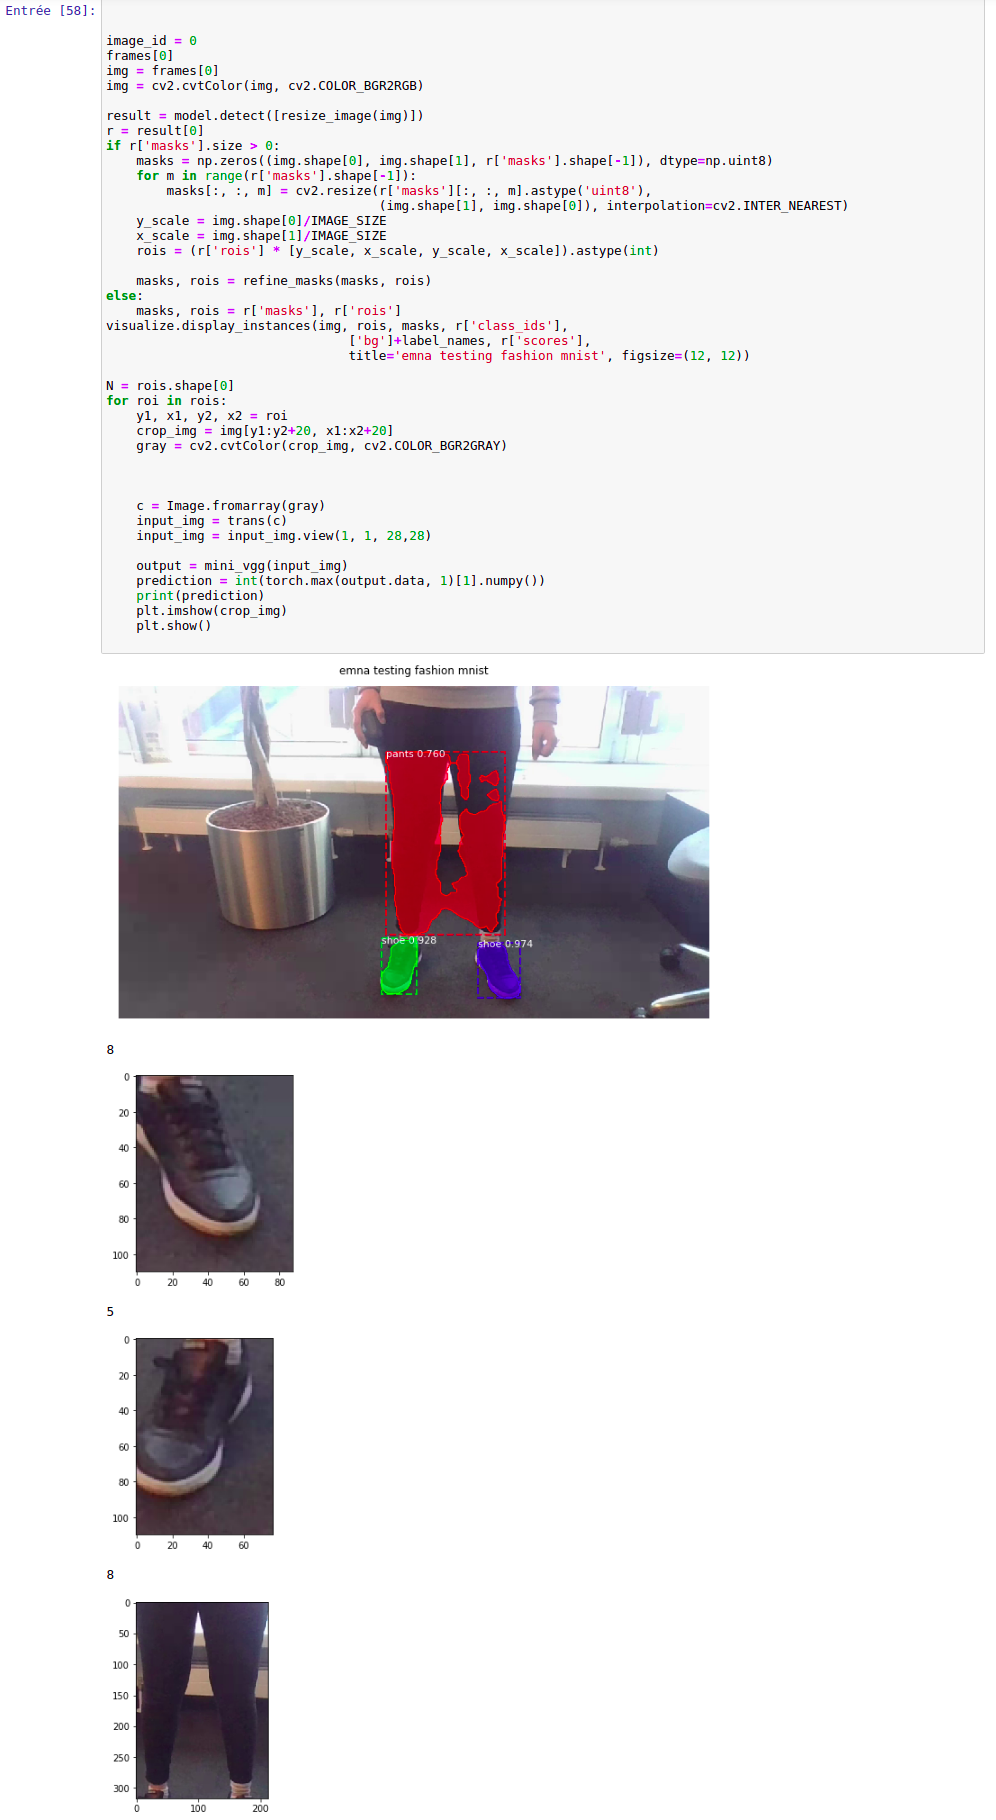 Entrée [58]:
image_id = 0
frames[0]
img = frames[0]
img = cv2.cvtColor(img, cv2.COLOR_BGR2RGB)

result = model.detect([resize_image(img)])
r = result[0]
if r['masks'].size > 0:
    masks = np.zeros((img.shape[0], img.shape[1], r['masks'].shape[-1]), dtype=np.uint8)
    for m in range(r['masks'].shape[-1]):
        masks[:, :, m] = cv2.resize(r['masks'][:, :, m].astype('uint8'),
                                    (img.shape[1], img.shape[0]), interpolation=cv2.INTER_NEAREST)
    y_scale = img.shape[0]/IMAGE_SIZE
    x_scale = img.shape[1]/IMAGE_SIZE
    rois = (r['rois'] * [y_scale, x_scale, y_scale, x_scale]).astype(int)

    masks, rois = refine_masks(masks, rois)
else:
    masks, rois = r['masks'], r['rois']
visualize.display_instances(img, rois, masks, r['class_ids'],
                                ['bg']+label_names, r['scores'],
                                title='emna testing fashion mnist', figsize=(12, 12))

N = rois.shape[0]
for roi in rois:
    y1, x1, y2, x2 = roi
    crop_img = img[y1:y2+20, x1:x2+20]
    gray = cv2.cvtColor(crop_img, cv2.COLOR_BGR2GRAY)

    c = Image.fromarray(gray)
    input_img = trans(c)
    input_img = input_img.view(1, 1, 28,28)

    output = mini_vgg(input_img)
    prediction = int(torch.max(output.data, 1)[1].numpy())
    print(prediction)
    plt.imshow(crop_img)
    plt.show()

emna testing fashion mnist
pants 0.760
shoe 0.928
shoe 0.974
8
0
20
40
60
80
100
0 20 40 60 80
5
0
20
40
60
80
100
0 20 40 60
8
0
50
100
150
200
250
300
0 100 200